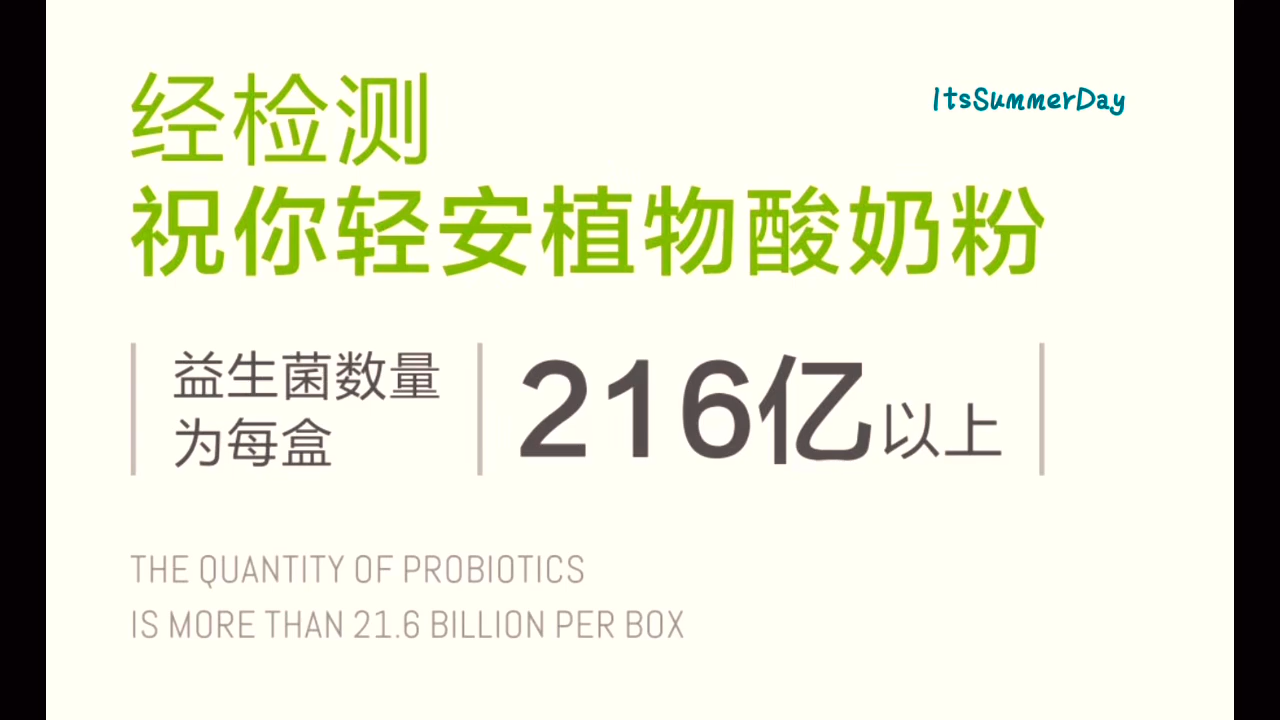 经检测
ItsSummerDay
祝你轻安植物酸奶粉
益生菌数量
为每盒
216亿以上
THE QUANTITY OF PROBIOTICS
IS MORE THAN 21.6 BILLION PER BOX